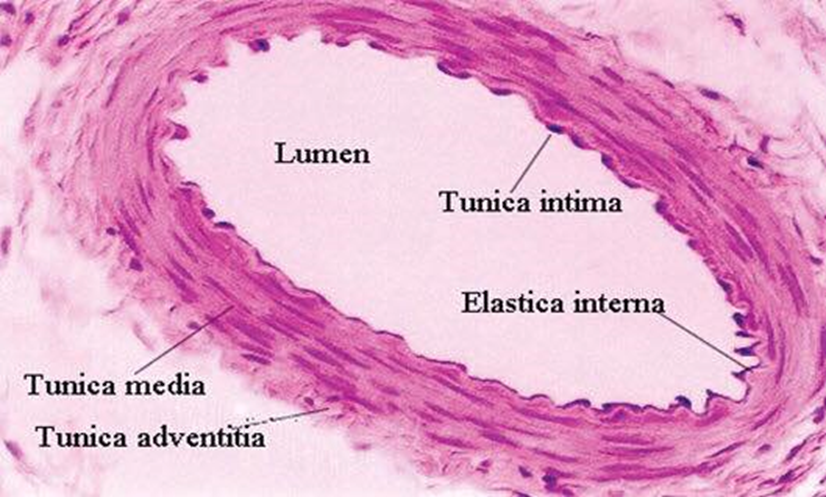 Lumen
Tunica intima
Elastica interna
Tunica media
Tunica adventitia